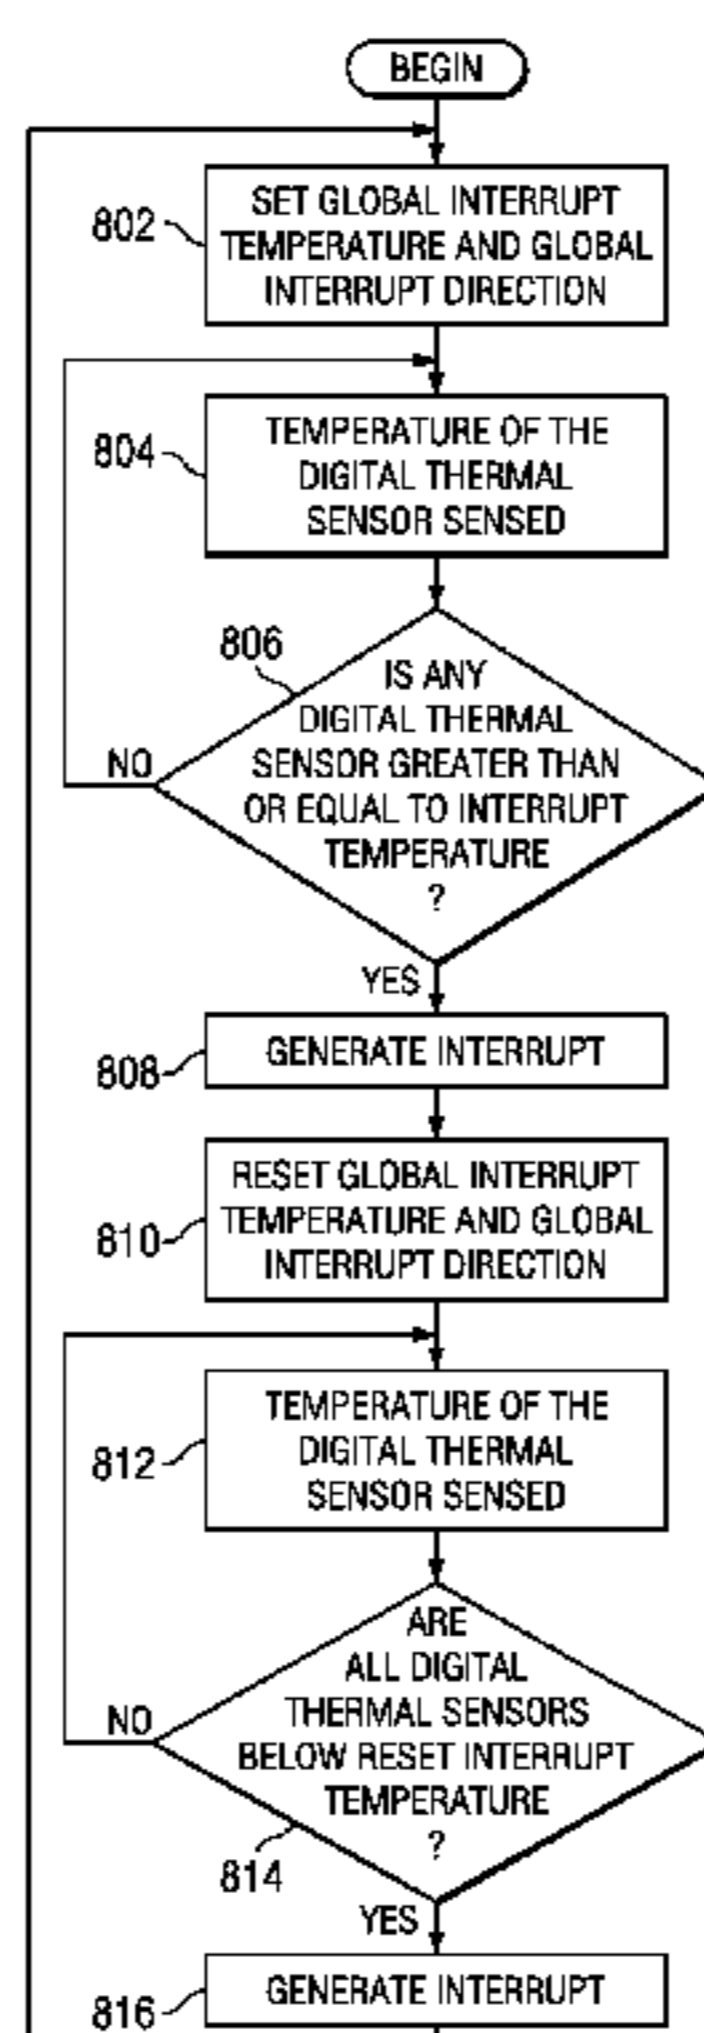 BEGIN
802
SET GLOBAL INTERRUPT
TEMPERATURE AND GLOBAL
INTERRUPT DIRECTION
804
TEMPERATURE OF THE
DIGITAL THERMAL
SENSOR SENSED
806
IS ANY
DIGITAL THERMAL
SENSOR GREATER THAN
OR EQUAL TO INTERRUPT
TEMPERATURE
?
NO
YES
808
GENERATE INTERRUPT
810
RESET GLOBAL INTERRUPT
TEMPERATURE AND GLOBAL
INTERRUPT DIRECTION
812
TEMPERATURE OF THE
DIGITAL THERMAL
SENSOR SENSED
ARE
ALL DIGITAL
THERMAL SENSORS
BELOW RESET INTERRUPT
TEMPERATURE
?
NO
814
YES
816
GENERATE INTERRUPT